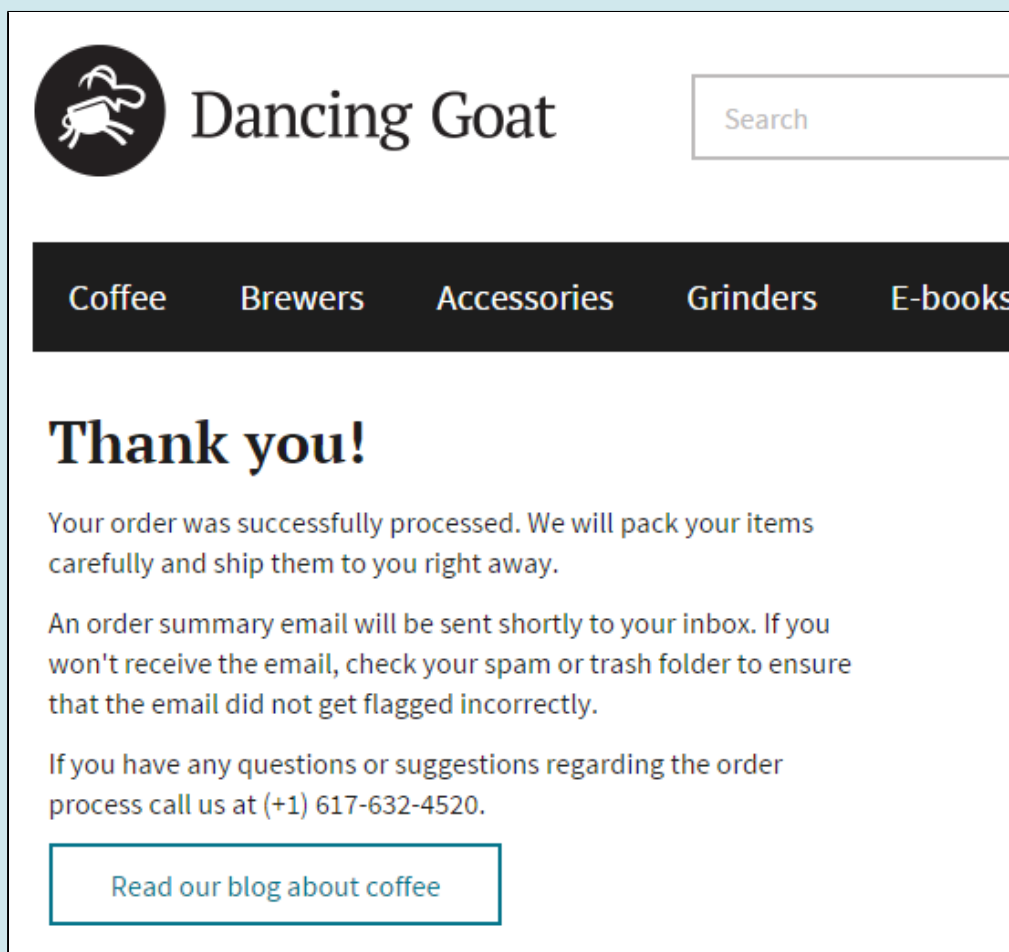 Dancing Goat
Search
Coffee Brewers Accessories Grinders E-books
Thank you!
Your order was successfully processed. We will pack your items
carefully and ship them to you right away.
An order summary email will be sent shortly to your inbox. If you
won't receive the email, check your spam or trash folder to ensure
that the email did not get flagged incorrectly.
If you have any questions or suggestions regarding the order
process call us at (+1) 617-632-4520.
Read our blog about coffee